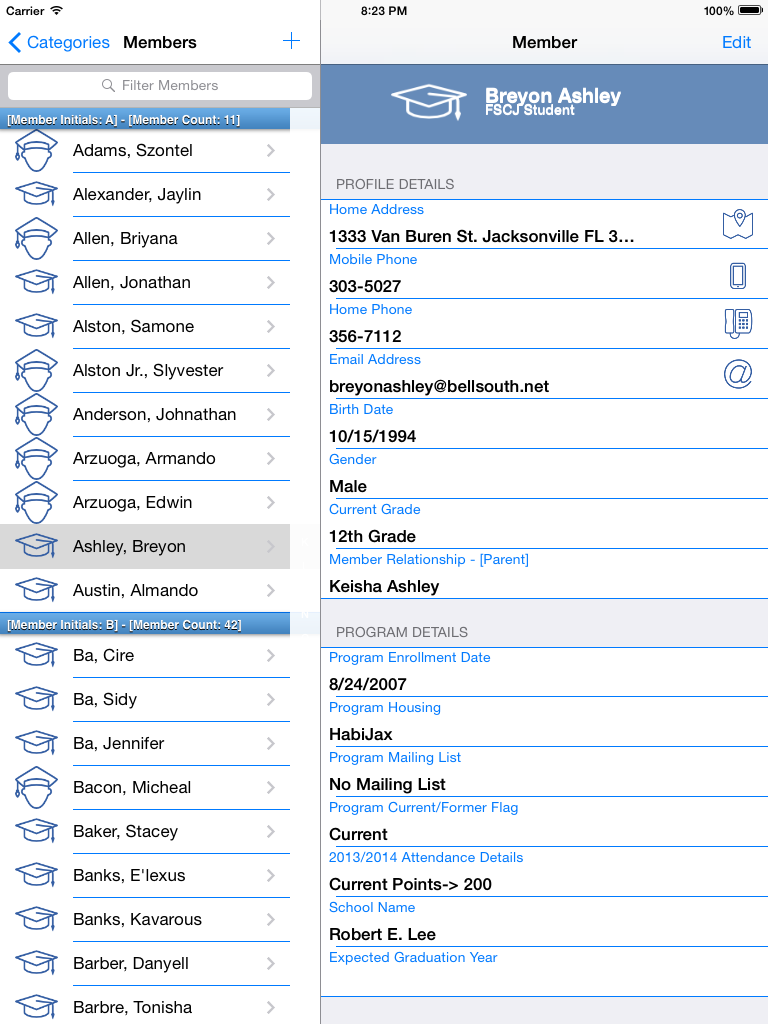 Carrier
8:23 PM
100%
Categories
Members
Filter Members
[Member Initials: A] - [Member Count: 11]
Adams, Szontel
Alexander, Jaylin
Allen, Briyana
Allen, Jonathan
Alston, Samone
Alston Jr., Slyvester
Anderson, Johnathan
Arzuoga, Armando
Arzuoga, Edwin
Ashley, Breyon
Austin, Almando
[Member Initials: B] - [Member Count: 42]
Ba, Cire
Ba, Sidy
Ba, Jennifer
Bacon, Micheal
Baker, Stacey
Banks, E'lexus
Banks, Kavarous
Barber, Danyell
Barbre, Tonisha
Member
Edit
Breyon Ashley
FSCJ Student
PROFILE DETAILS
Home Address
1333 Van Buren St. Jacksonville FL 3...
Mobile Phone
303-5027
Home Phone
356-7112
Email Address
breyonashley@bellsouth.net
Birth Date
10/15/1994
Gender
Male
Current Grade
12th Grade
Member Relationship - [Parent]
Keisha Ashley
PROGRAM DETAILS
Program Enrollment Date
8/24/2007
Program Housing
HabiJax
Program Mailing List
No Mailing List
Program Current/Former Flag
Current
2013/2014 Attendance Details
Current Points-> 200
School Name
Robert E. Lee
Expected Graduation Year